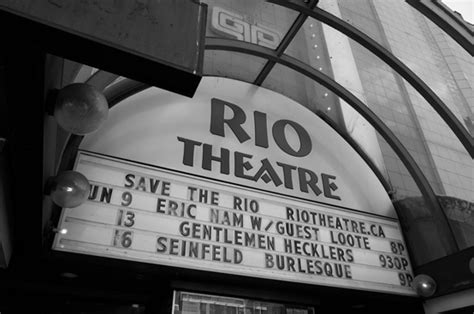 RIO
THEATRE
SAVE THE RIO RIOTHEATRE.CA
SUN 9 ERIC NAM W/ GUEST LOOTE 8P
13 GENTLEMEN HECKLERS 930P
16 SEINFELD BURLESQUE 9P